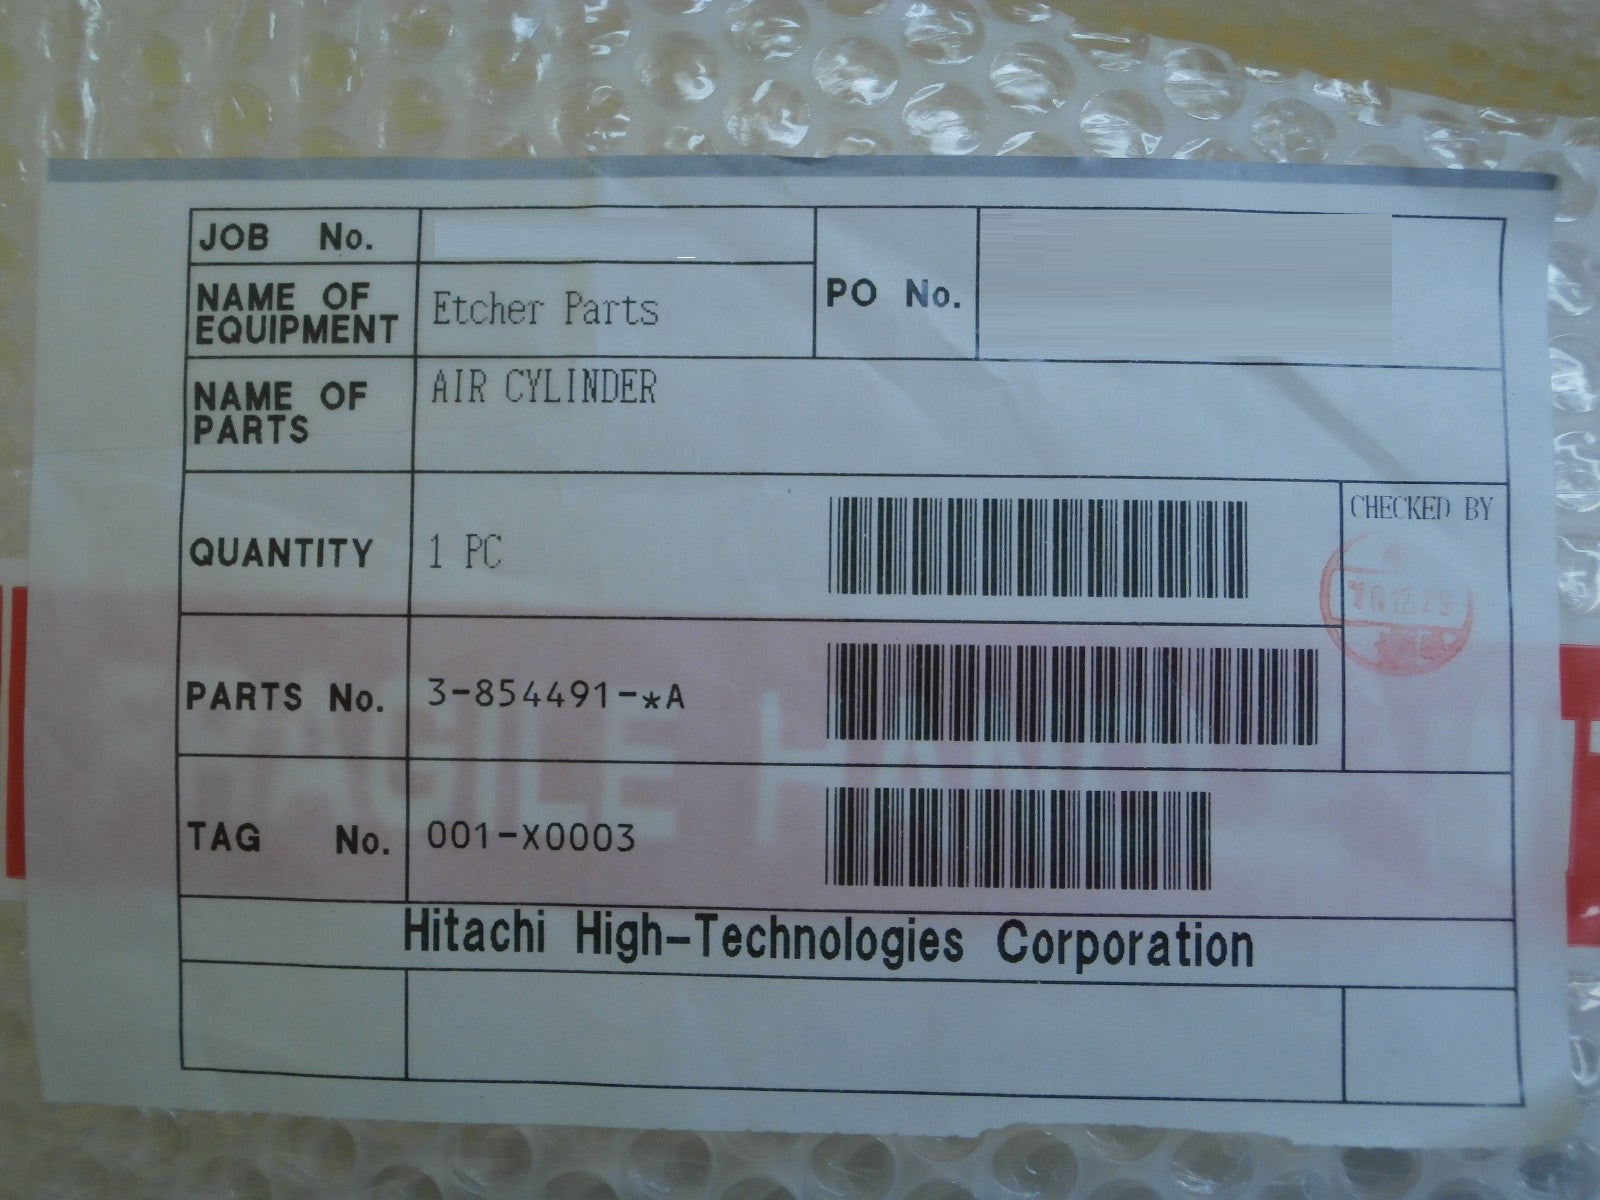 JOB No.
NAME OF EQUIPMENT
Etcher Parts
PO No.
NAME OF PARTS
AIR CYLINDER
QUANTITY
1 PC
CHECKED BY
PARTS No.
3-854491-*A
TAG No.
001-X0003
FRAGILE
Hitachi High-Technologies Corporation